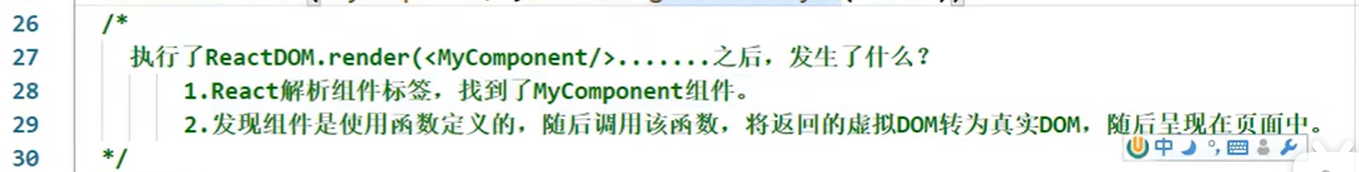 26 /*
27 执行了ReactDOM.render(<MyComponent/>.......之后，发生了什么？
28 1.React解析组件标签，找到了MyComponent组件。
29 2.发现组件是使用函数定义的，随后调用该函数，将返回的虚拟DOM转为真实DOM，随后呈现在页面中。
30 */
中